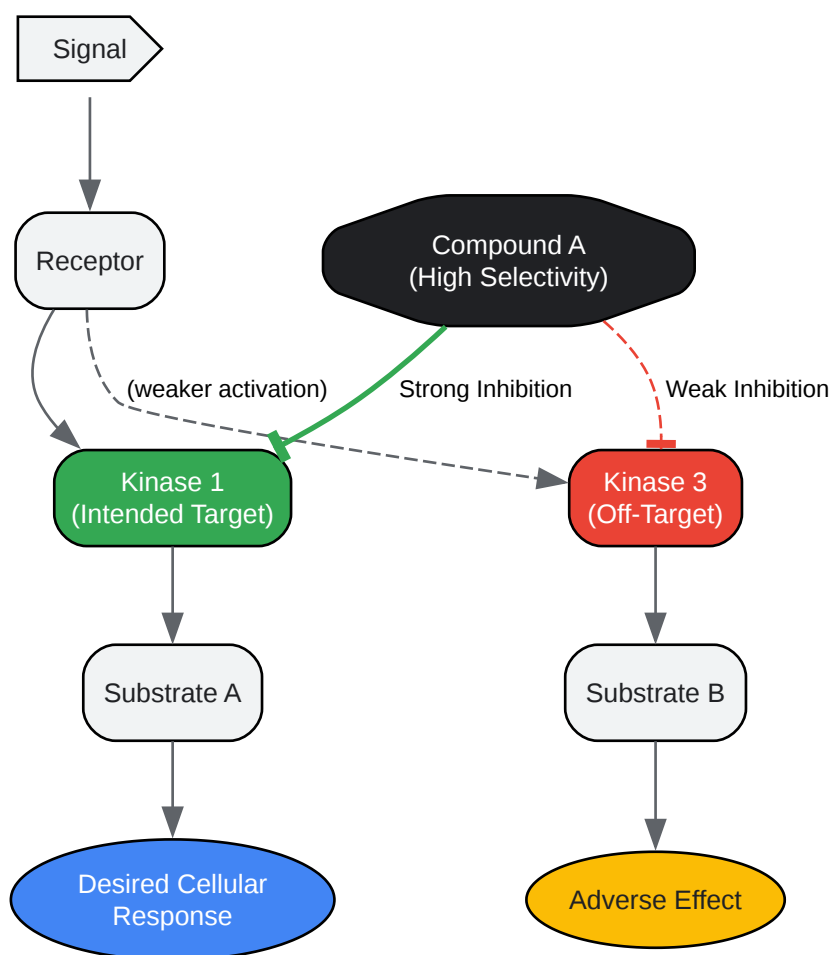 Signal
Receptor
Compound A
(High Selectivity)
(weaker activation)
Strong Inhibition
Weak Inhibition
Kinase 1
(Intended Target)
Kinase 3
(Off-Target)
Substrate A
Substrate B
Desired Cellular
Response
Adverse Effect